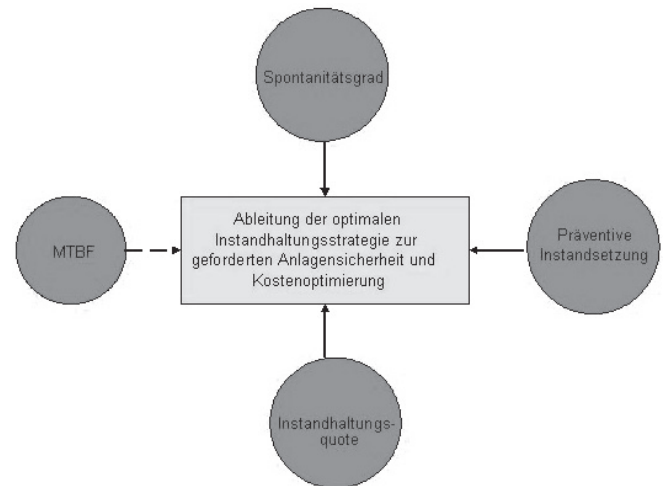 Spontanitätsgrad
MTBF
Ableitung der optimalen
Instandhaltungsstrategie zur
geforderten Anlagensicherheit und
Kostenoptimierung
Präventive
Instandsetzung
Instandhaltungs-
quote